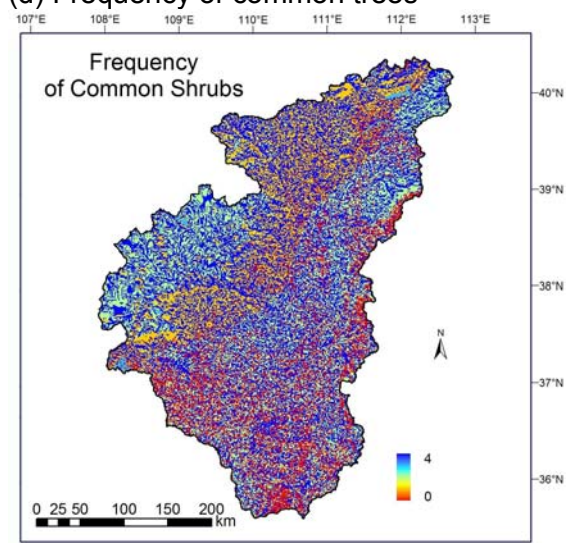 (d) Frequency of common trees
107°E 108°E 109°E 110°E 111°E 112°E 113°E
Frequency
of Common Shrubs
40°N
39°N
38°N
N
37°N
4
0
36°N
0 25 50 100 150 200
km